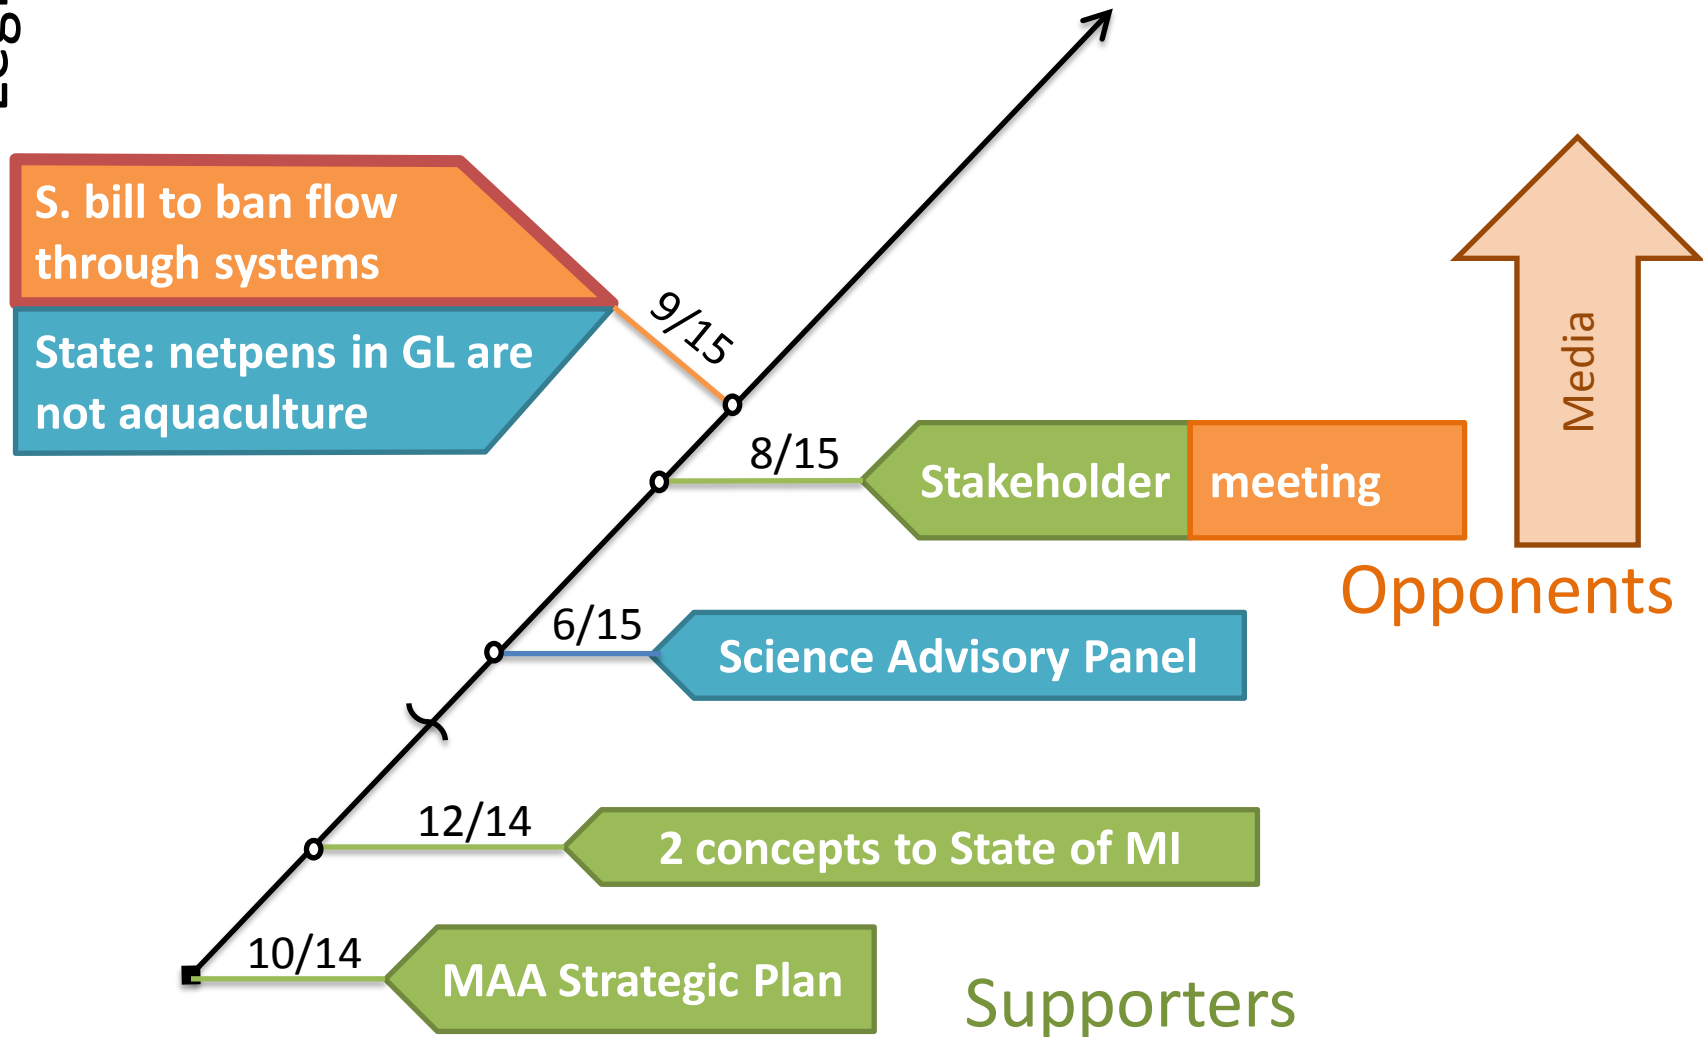 S. bill to ban flow
through systems
State: netpens in GL are
not aquaculture
9/15
8/15
Stakeholder meeting
Media
Opponents
6/15
Science Advisory Panel
12/14
2 concepts to State of MI
10/14
MAA Strategic Plan
Supporters